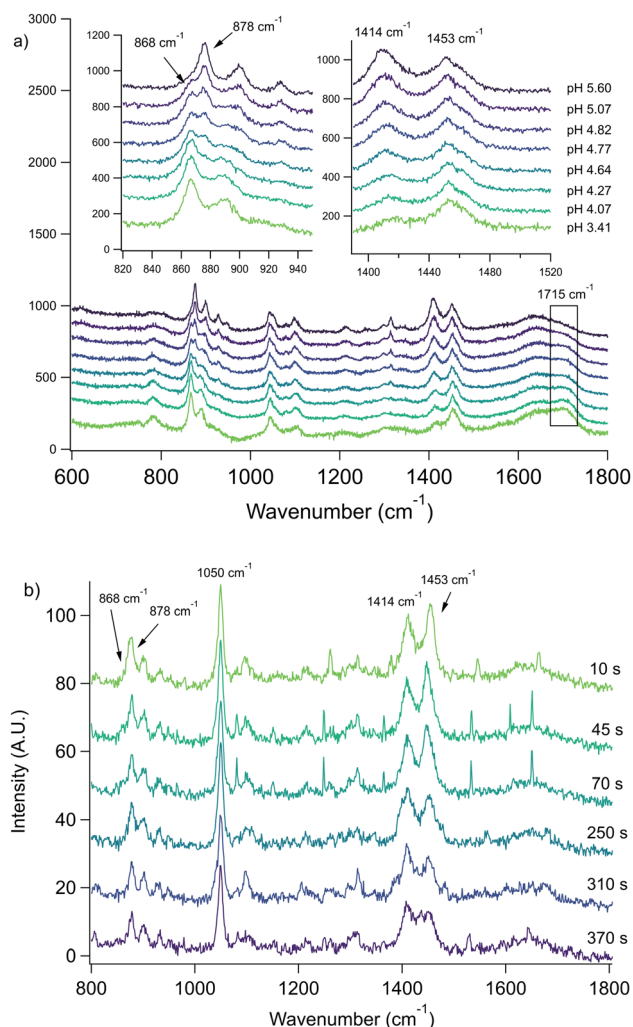 a)
3000
2500
2000
1500
1000
500
0
868 cm⁻¹
878 cm⁻¹
1200
1000
800
600
400
200
0
820 840 860 880 900 920 940
1414 cm⁻¹ 1453 cm⁻¹
1000
800
600
400
200
1400 1440 1480 1520
pH 5.60
pH 5.07
pH 4.82
pH 4.77
pH 4.64
pH 4.27
pH 4.07
pH 3.41
1715 cm⁻¹
600 800 1000 1200 1400 1600 1800
Wavenumber (cm⁻¹)
b)
868 cm⁻¹
878 cm⁻¹
1050 cm⁻¹
1414 cm⁻¹
1453 cm⁻¹
Intensity (A.U.)
100
80
60
40
20
0
10 s
45 s
70 s
250 s
310 s
370 s
800 1000 1200 1400 1600 1800
Wavenumber (cm⁻¹)